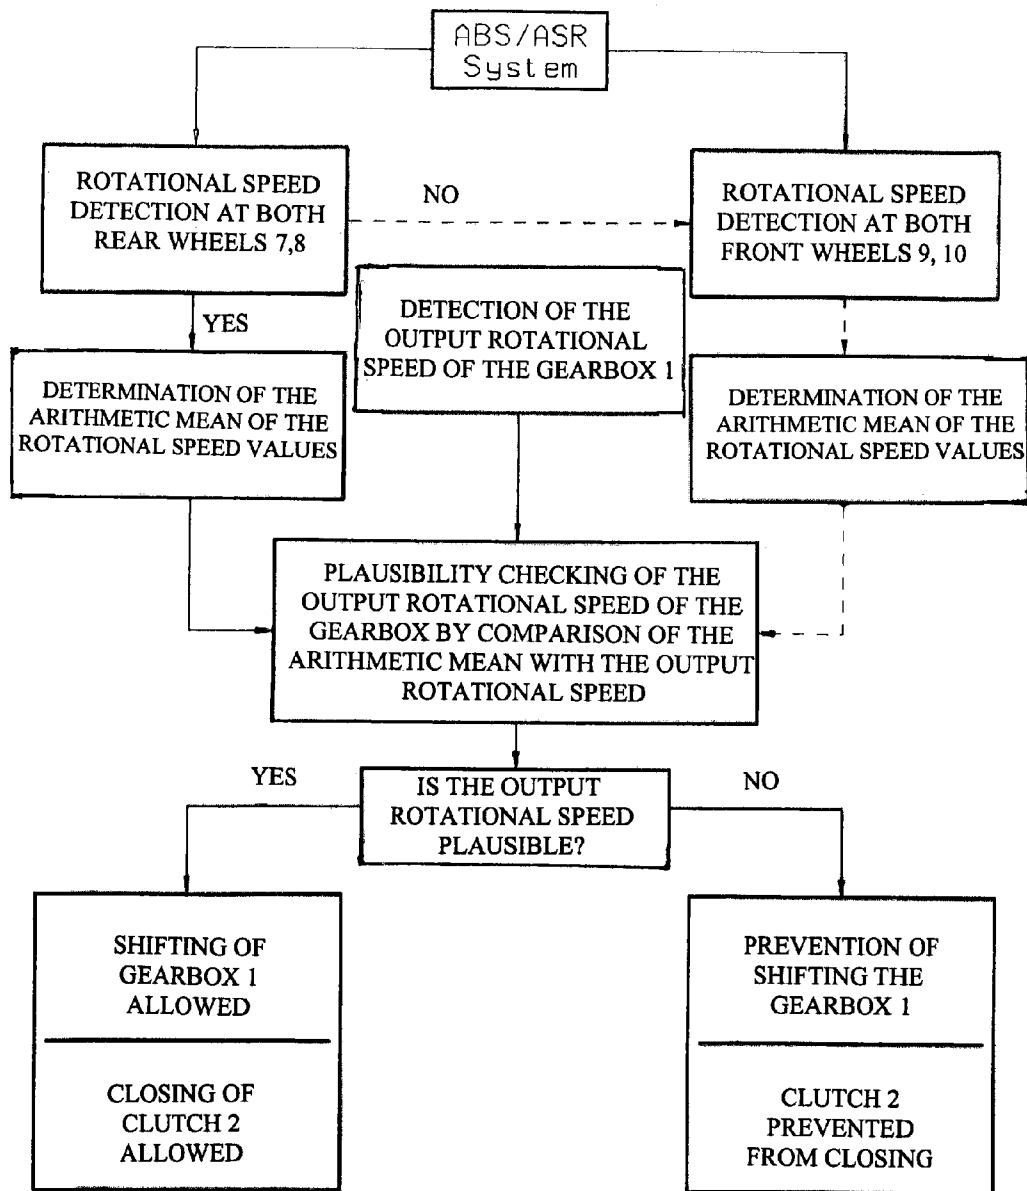 ABS/ASR
System
ROTATIONAL SPEED
DETECTION AT BOTH
REAR WHEELS 7,8
NO
ROTATIONAL SPEED
DETECTION AT BOTH
FRONT WHEELS 9, 10
YES
DETECTION OF THE
OUTPUT ROTATIONAL
SPEED OF THE GEARBOX 1
DETERMINATION OF THE
ARITHMETIC MEAN OF THE
ROTATIONAL SPEED VALUES
DETERMINATION OF THE
ARITHMETIC MEAN OF THE
ROTATIONAL SPEED VALUES
PLAUSIBILITY CHECKING OF THE
OUTPUT ROTATIONAL SPEED OF THE
GEARBOX BY COMPARISON OF THE
ARITHMETIC MEAN WITH THE OUTPUT
ROTATIONAL SPEED
YES
IS THE OUTPUT
ROTATIONAL SPEED
PLAUSIBLE?
NO
SHIFTING OF
GEARBOX 1
ALLOWED
CLOSING OF
CLUTCH 2
ALLOWED
PREVENTION OF
SHIFTING THE
GEARBOX 1
CLUTCH 2
PREVENTED
FROM CLOSING